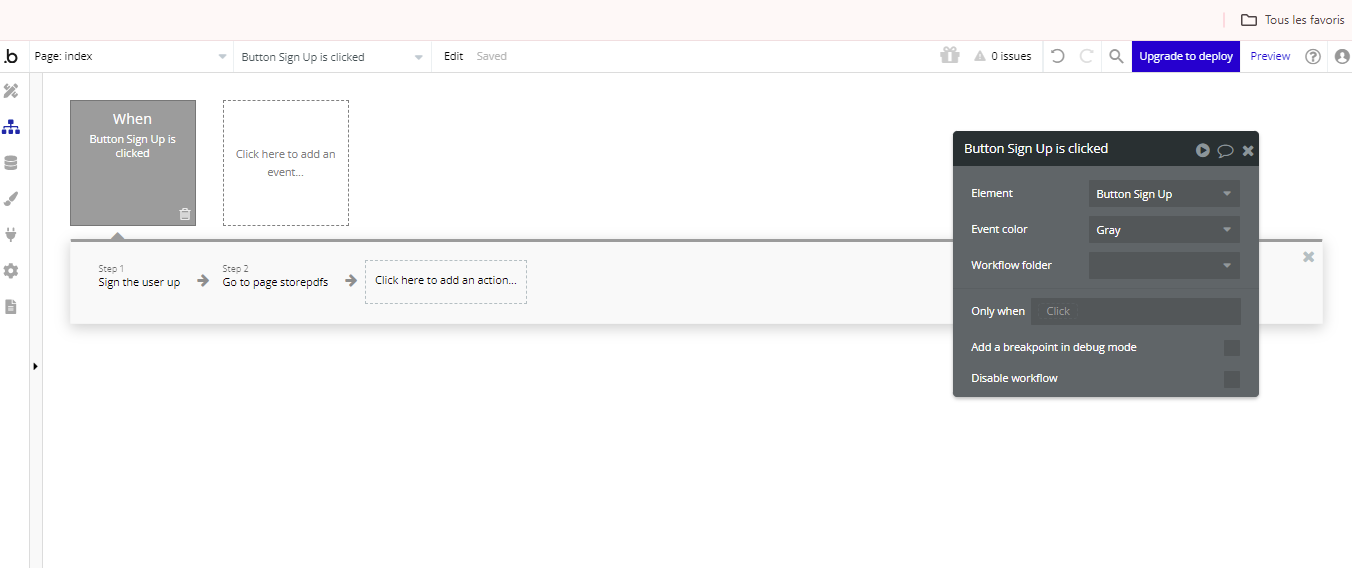 Tous les favoris
.b
Page: index
Button Sign Up is clicked
Edit
Saved
0 issues
Upgrade to deploy
Preview
When
Button Sign Up is
clicked
Click here to add an
event...
Step 1
Sign the user up
Step 2
Go to page storepdfs
Click here to add an action...
Button Sign Up is clicked
Element
Button Sign Up
Event color
Gray
Workflow folder
Only when
Click
Add a breakpoint in debug mode
Disable workflow